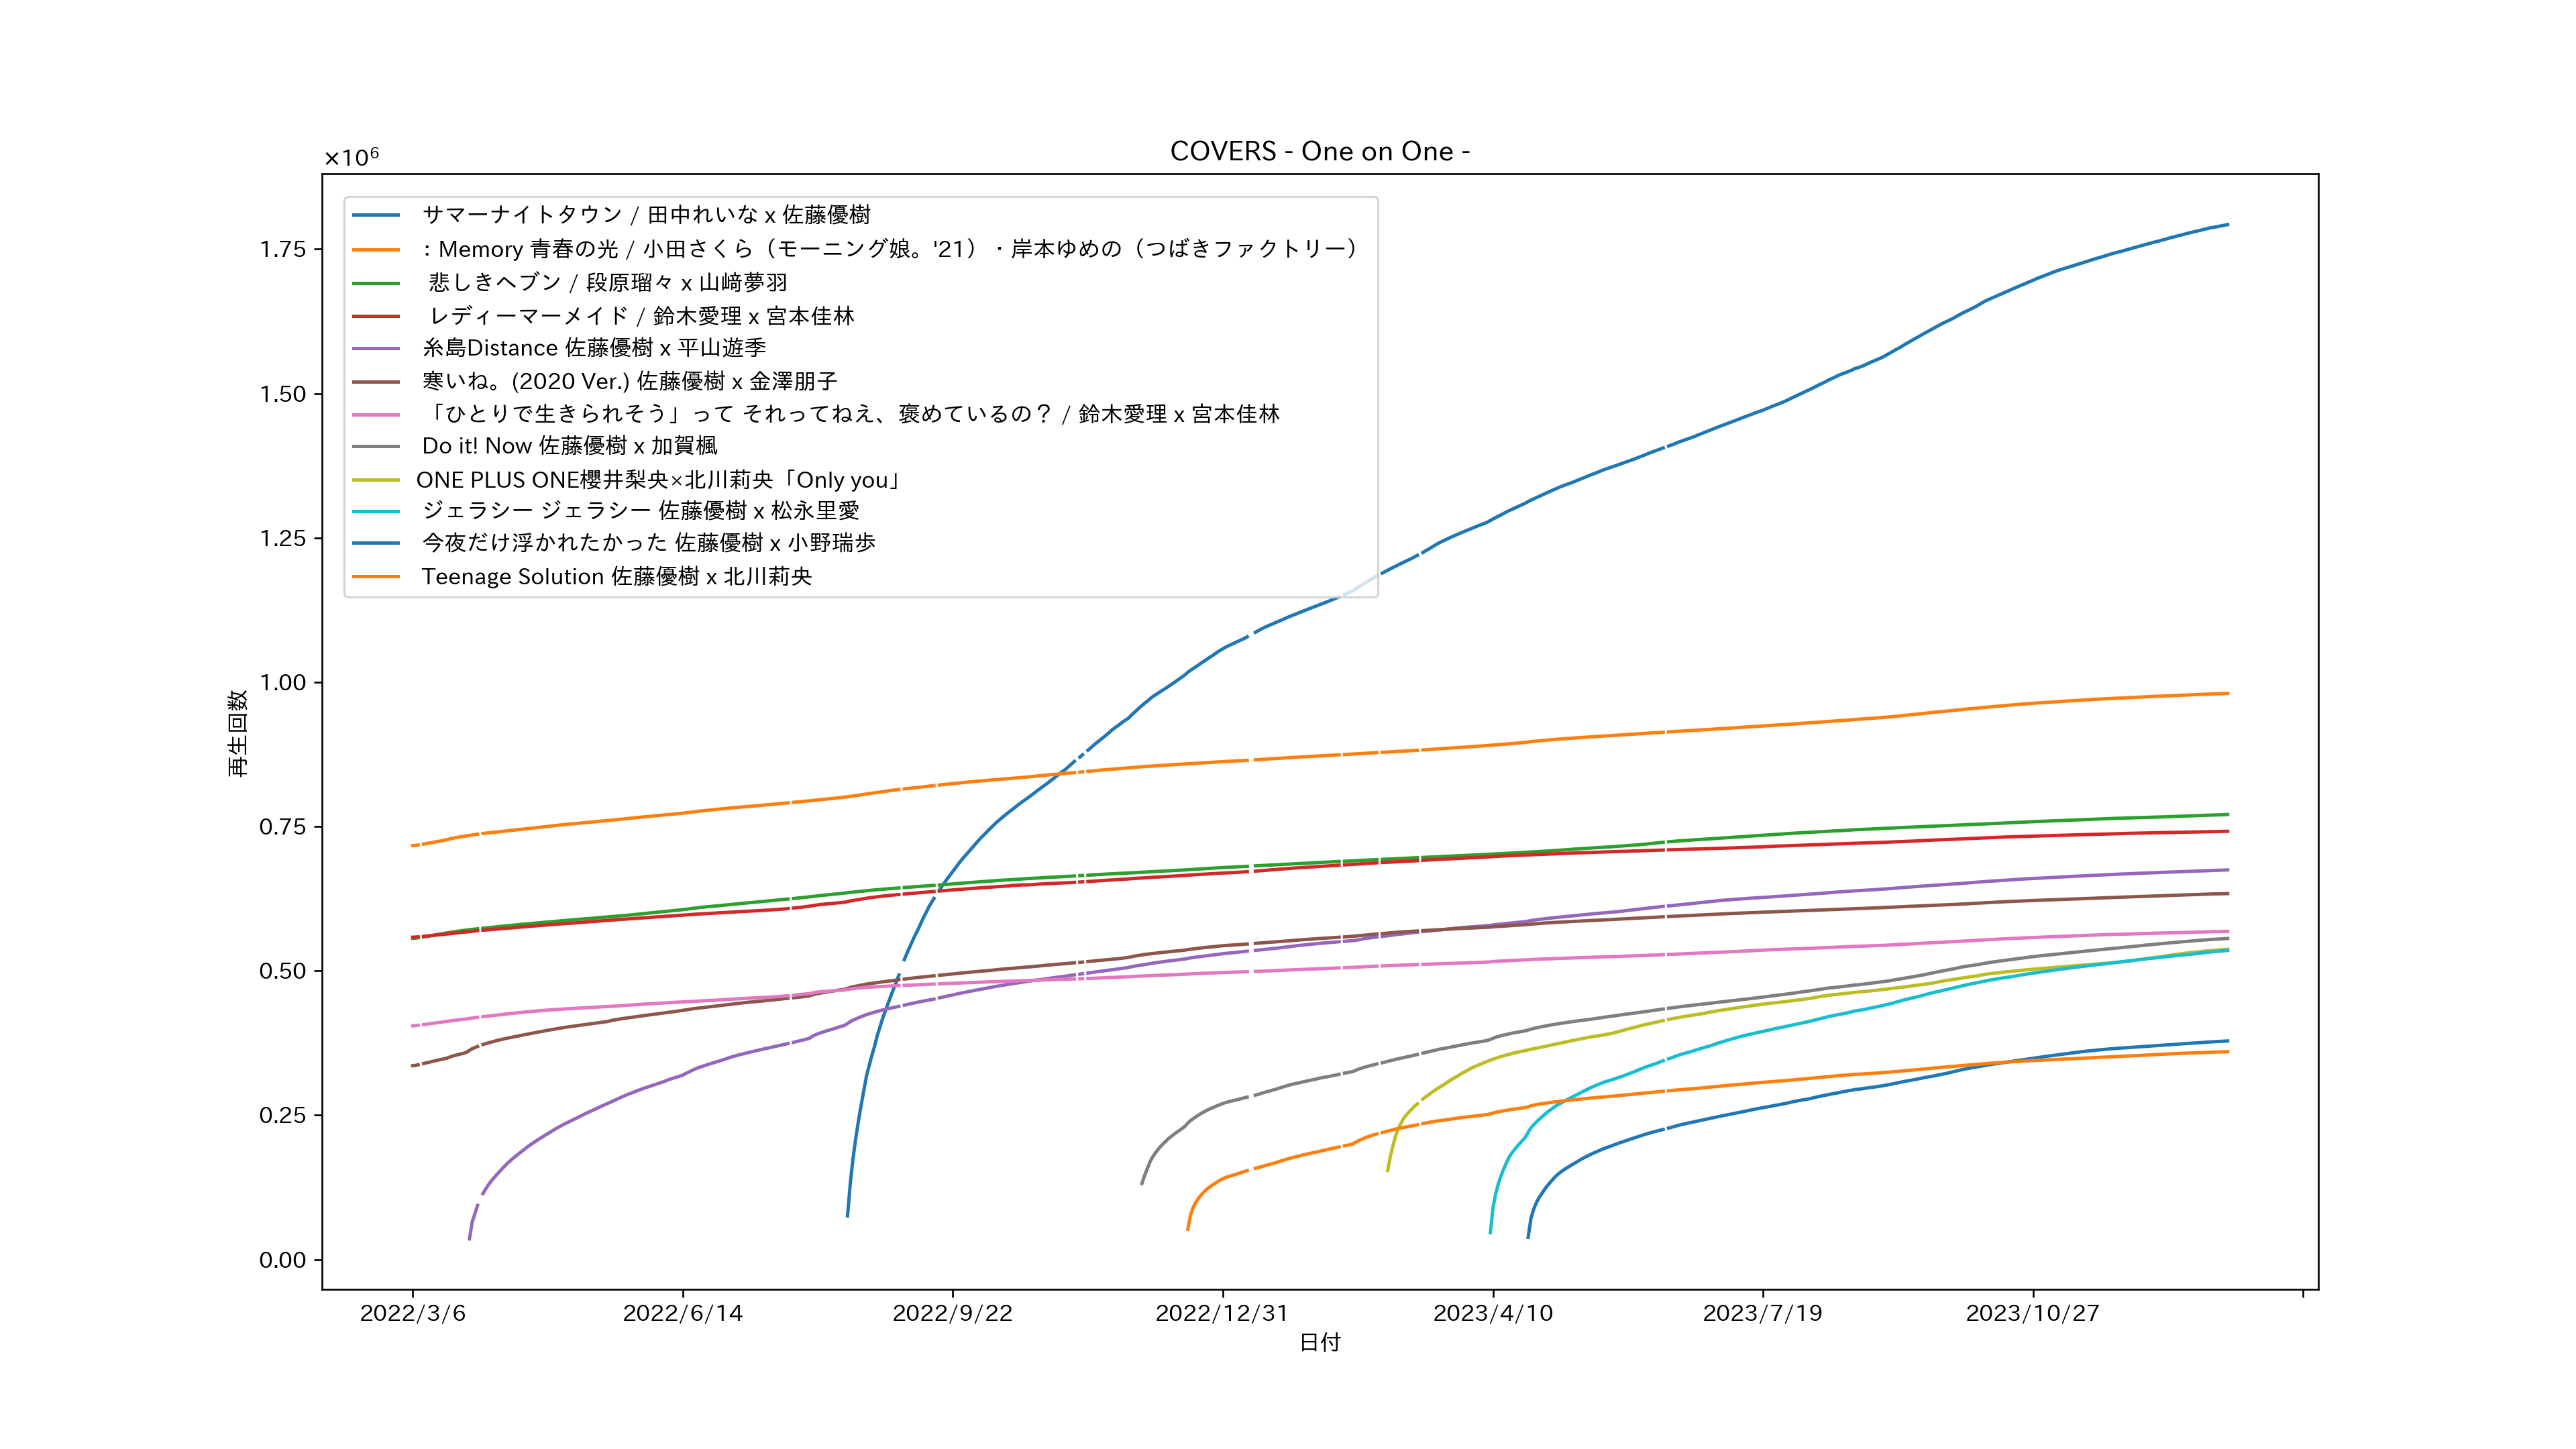 COVERS - One on One -
×10⁶
サマーナイトタウン / 田中れいな x 佐藤優樹
: Memory 青春の光 / 小田さくら（モーニング娘。'21）・岸本ゆめの（つばきファクトリー）
悲しきヘブン / 段原瑠々 x 山﨑夢羽
レディーマーメイド / 鈴木愛理 x 宮本佳林
糸島Distance 佐藤優樹 x 平山遊季
寒いね。(2020 Ver.) 佐藤優樹 x 金澤朋子
「ひとりで生きられそう」って それってねえ、褒めているの？ / 鈴木愛理 x 宮本佳林
Do it! Now 佐藤優樹 x 加賀楓
ONE PLUS ONE櫻井梨央×北川莉央「Only you」
ジェラシー ジェラシー 佐藤優樹 x 松永里愛
今夜だけ浮かれたかった 佐藤優樹 x 小野瑞歩
Teenage Solution 佐藤優樹 x 北川莉央
1.75
1.50
1.25
1.00
0.75
0.50
0.25
0.00
再生回数
2022/3/6 2022/6/14 2022/9/22 2022/12/31 2023/4/10 2023/7/19 2023/10/27
日付